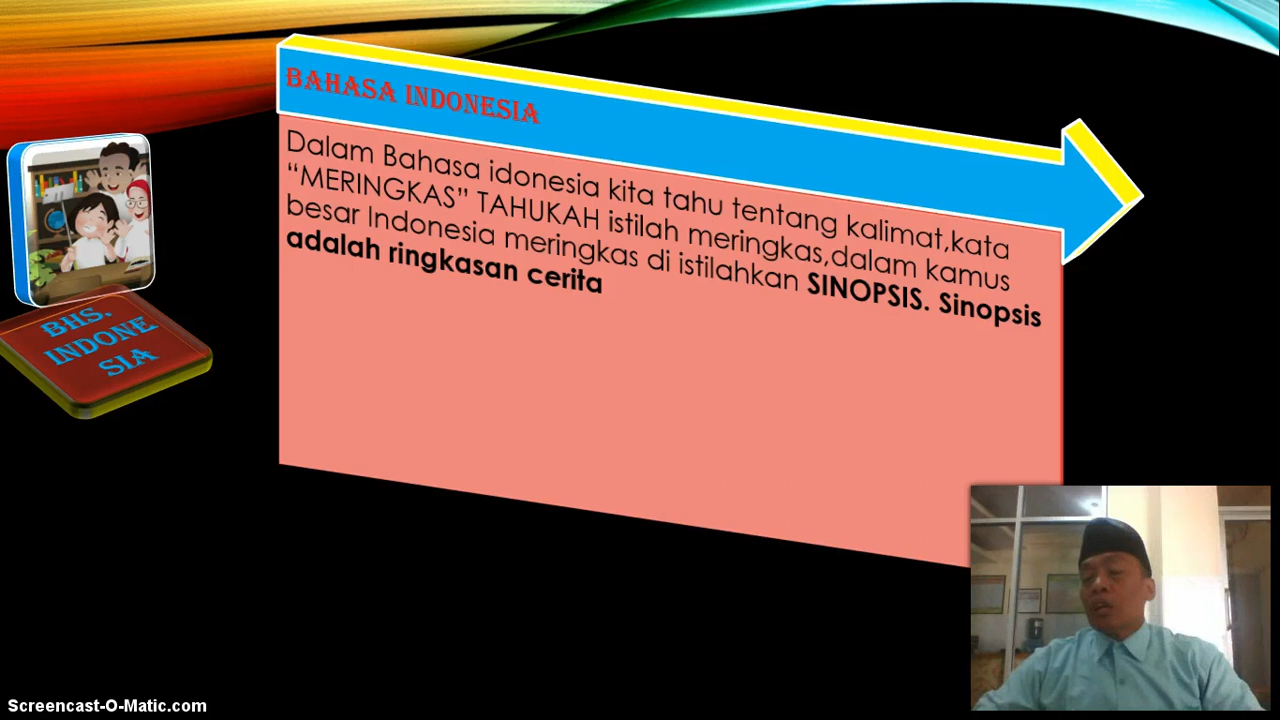 BAHASA INDONESIA
Dalam Bahasa idonesia kita tahu tentang kalimat,kata
“MERINGKAS” TAHUKAH istilah meringkas,dalam kamus
besar Indonesia meringkas di istilahkan SINOPSIS. Sinopsis
adalah ringkasan cerita
BHS.
INDONE
SIA
Screencast-O-Matic.com